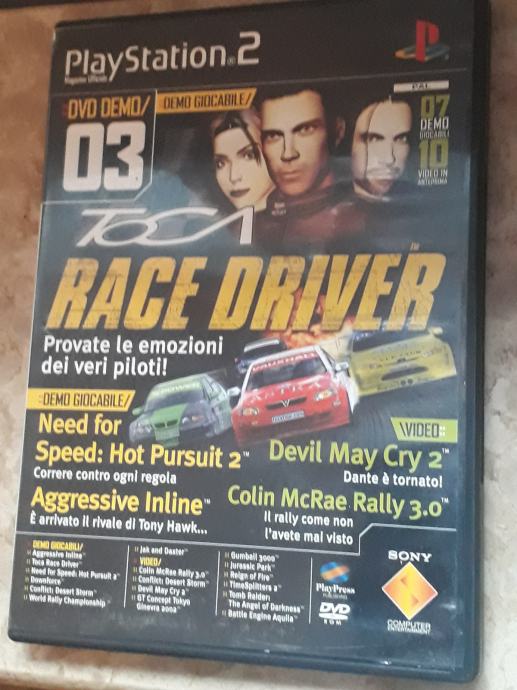 PlayStation®2
Magazine Ufficiale
PAL
DVD DEMO/
03
DEMO GIOCABILE/
07
DEMO
GIOCABILI
10
VIDEO IN
ANTEPRIMA
TOCA
RACE DRIVER™
Provate le emozioni
dei veri piloti!
VAUXHALL
:DEMO GIOCABILE/
Need for
Speed: Hot Pursuit 2™
Correre contro ogni regola
Aggressive Inline™
È arrivato il rivale di Tony Hawk...
\VIDEO::
Devil May Cry 2™
Dante è tornato!
Colin McRae Rally 3.0™
Il rally come non
l'avete mai visto
DEMO GIOCABILI/
:: Aggressive Inline™
:: Toca Race Driver™
:: Need for Speed: Hot Pursuit 2™
:: Downforce™
:: Conflict: Desert Storm™
:: World Rally Championship™
:: Jak and Daxter™
:: VIDEO/
:: Colin McRae Rally 3.0™
:: Conflict: Desert Storm™
:: Devil May Cry 2™
:: GT Concept Tokyo
Ginevra 2002™
:: Gumball 3000™
:: Jurassic Park™
:: Reign of Fire™
:: TimeSplitters 2™
:: Tomb Raider:
The Angel of Darkness™
:: Battle Engine Aquila™
PlayPress
PUBLISHING
DVD
ROM
SONY
COMPUTER
ENTERTAINMENT